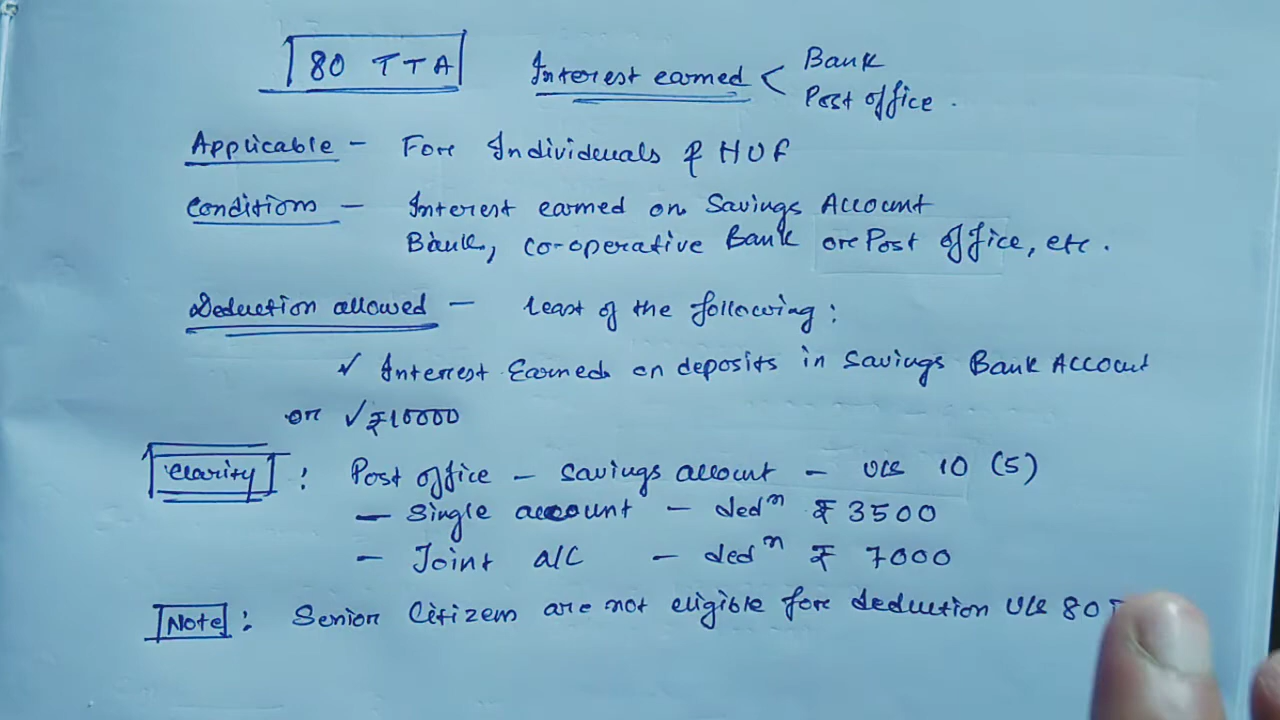 80 TTA Interest earned < Bank
Post office.
Applicable - For Individuals & HUF
Conditions - Interest earned on Savings Account
Bank, co-operative Bank or Post office, etc.
Deduction allowed - least of the following:
✓ Interest Earned on deposits in Savings Bank Account
or ✓ ₹10000
Clarity : Post office - Savings account - U/s 10 (5)
- Single account - dedⁿ ₹ 3500
- Joint a/c - dedⁿ ₹ 7000
Note : Senior Citizen are not eligible for deduction U/s 80